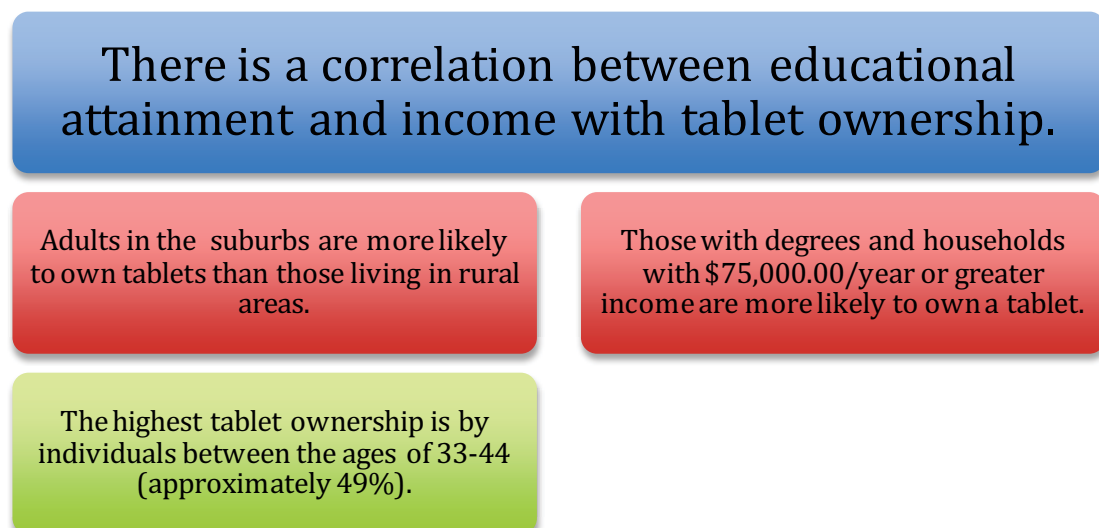 There is a correlation between educational
attainment and income with tablet ownership.
Adults in the suburbs are more likely
to own tablets than those living in rural
areas.
Those with degrees and households
with $75,000.00/year or greater
income are more likely to own a tablet.
The highest tablet ownership is by
individuals between the ages of 33-44
(approximately 49%).